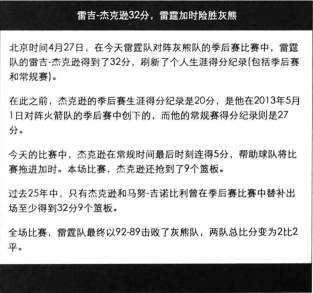 雷吉-杰克逊32分，雷霆加时险胜灰熊
北京时间4月27日，在今天雷霆队对阵灰熊队的季后赛比赛中，雷霆
队的雷吉-杰克逊得到了32分，刷新了个人生涯得分纪录(包括季后赛
和常规赛)。
在此之前，杰克逊的季后赛生涯得分纪录是20分，是他在2013年5月
1日对阵火箭队的季后赛中创下的，而他的常规赛得分纪录则是27
分。
今天的比赛中，杰克逊在常规时间最后时刻连得5分，帮助球队将比
赛拖进加时。本场比赛，杰克逊还抢到了9个篮板。
过去25年中，只有杰克逊和马努-吉诺比利曾在季后赛比赛中替补出
场至少得到32分9个篮板。
全场比赛，雷霆队最终以92-89击败了灰熊队，两队总比分变为2比2
平。